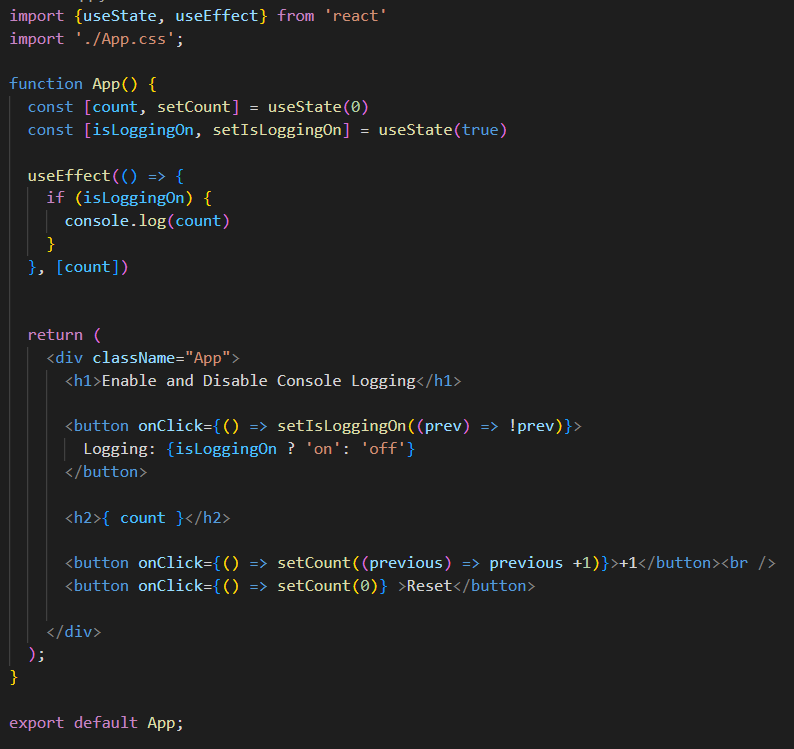 import {useState, useEffect} from 'react'
import './App.css';
function App() {
const [count, setCount] = useState(0)
const [isLoggingOn, setIsLoggingOn] = useState(true)
useEffect(() => {
if (isLoggingOn) {
console.log(count)
}
}, [count])
return (
<div className="App">
<h1>Enable and Disable Console Logging</h1>
<button onClick={() => setIsLoggingOn((prev) => !prev)}>
Logging: {isLoggingOn ? 'on': 'off'}
</button>
<h2>{ count }</h2>
<button onClick={() => setCount((previous) => previous +1)}>+1</button><br />
<button onClick={() => setCount(0)} >Reset</button>
</div>
);
}
export default App;